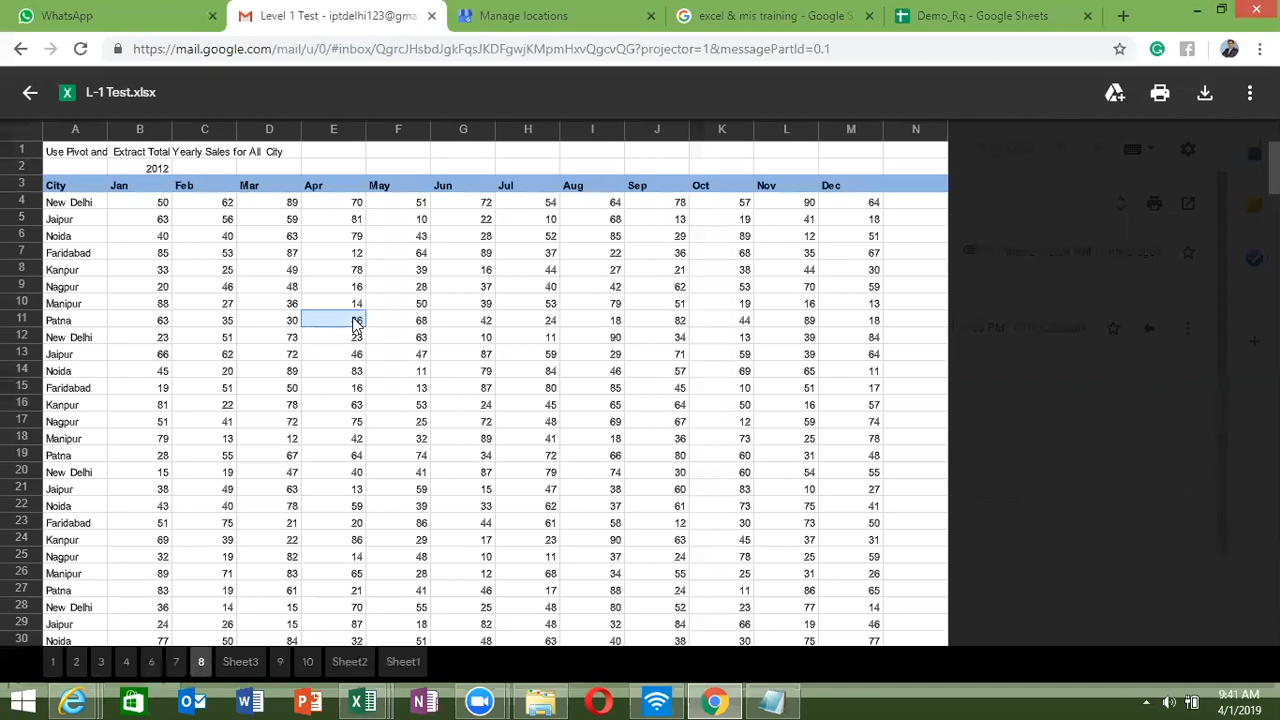 WhatsApp
Level 1 Test - iptdelhi123@gma
Manage locations
excel & mis training - Google S
Demo_Rq - Google Sheets
https://mail.google.com/mail/u/0/#inbox/QgrcJHsbdJgkFqsJKDFgwjKMpmHxvQgcvQG?projector=1&messagePartId=0.1
L-1 Test.xlsx
A B C D E F G H I J K L M N
1 Use Pivot and Extract Total Yearly Sales for All City
2 2012
3 City Jan Feb Mar Apr May Jun Jul Aug Sep Oct Nov Dec
4 New Delhi 50 62 89 70 51 72 54 64 78 57 90 64
5 Jaipur 63 56 59 81 10 22 10 68 13 19 41 18
6 Noida 40 40 63 79 43 28 52 85 29 89 12 51
7 Faridabad 85 53 87 12 64 89 37 22 36 68 35 67
8 Kanpur 33 25 49 78 39 16 44 27 21 38 44 30
9 Nagpur 20 46 48 16 28 37 40 42 62 53 70 59
10 Manipur 88 27 36 14 50 39 53 79 51 19 16 13
11 Patna 63 35 30 68 42 24 18 82 44 89 18
12 New Delhi 23 51 73 23 63 10 11 90 34 13 39 84
13 Jaipur 66 62 72 46 47 87 59 29 71 59 39 64
14 Noida 45 20 89 83 11 79 84 46 57 69 65 11
15 Faridabad 19 51 50 16 13 87 80 85 45 10 51 17
16 Kanpur 81 22 78 63 53 24 45 65 64 50 16 57
17 Nagpur 51 41 72 75 25 72 48 69 67 12 59 74
18 Manipur 79 13 12 42 32 89 41 18 36 73 25 78
19 Patna 28 55 67 64 74 34 72 66 80 60 31 48
20 New Delhi 15 19 47 40 41 87 79 74 30 60 54 55
21 Jaipur 38 49 63 13 59 15 47 38 60 83 10 27
22 Noida 43 40 78 59 39 33 62 37 61 73 75 41
23 Faridabad 51 75 21 20 86 44 61 58 12 30 73 50
24 Kanpur 69 39 22 86 29 17 23 90 63 45 37 31
25 Nagpur 32 19 82 14 48 10 11 37 24 78 25 59
26 Manipur 89 71 83 65 28 12 68 34 55 25 31 26
27 Patna 83 19 61 21 41 46 17 88 24 11 86 65
28 New Delhi 36 14 15 70 55 25 48 80 52 23 77 14
29 Jaipur 24 26 15 87 18 82 48 32 84 66 19 46
30 Noida 77 50 84 32 51 48 63 40 38 30 75 77
1 2 3 4 6 7 8 Sheet3 9 10 Sheet2 Sheet1
9:41 AM
4/1/2019